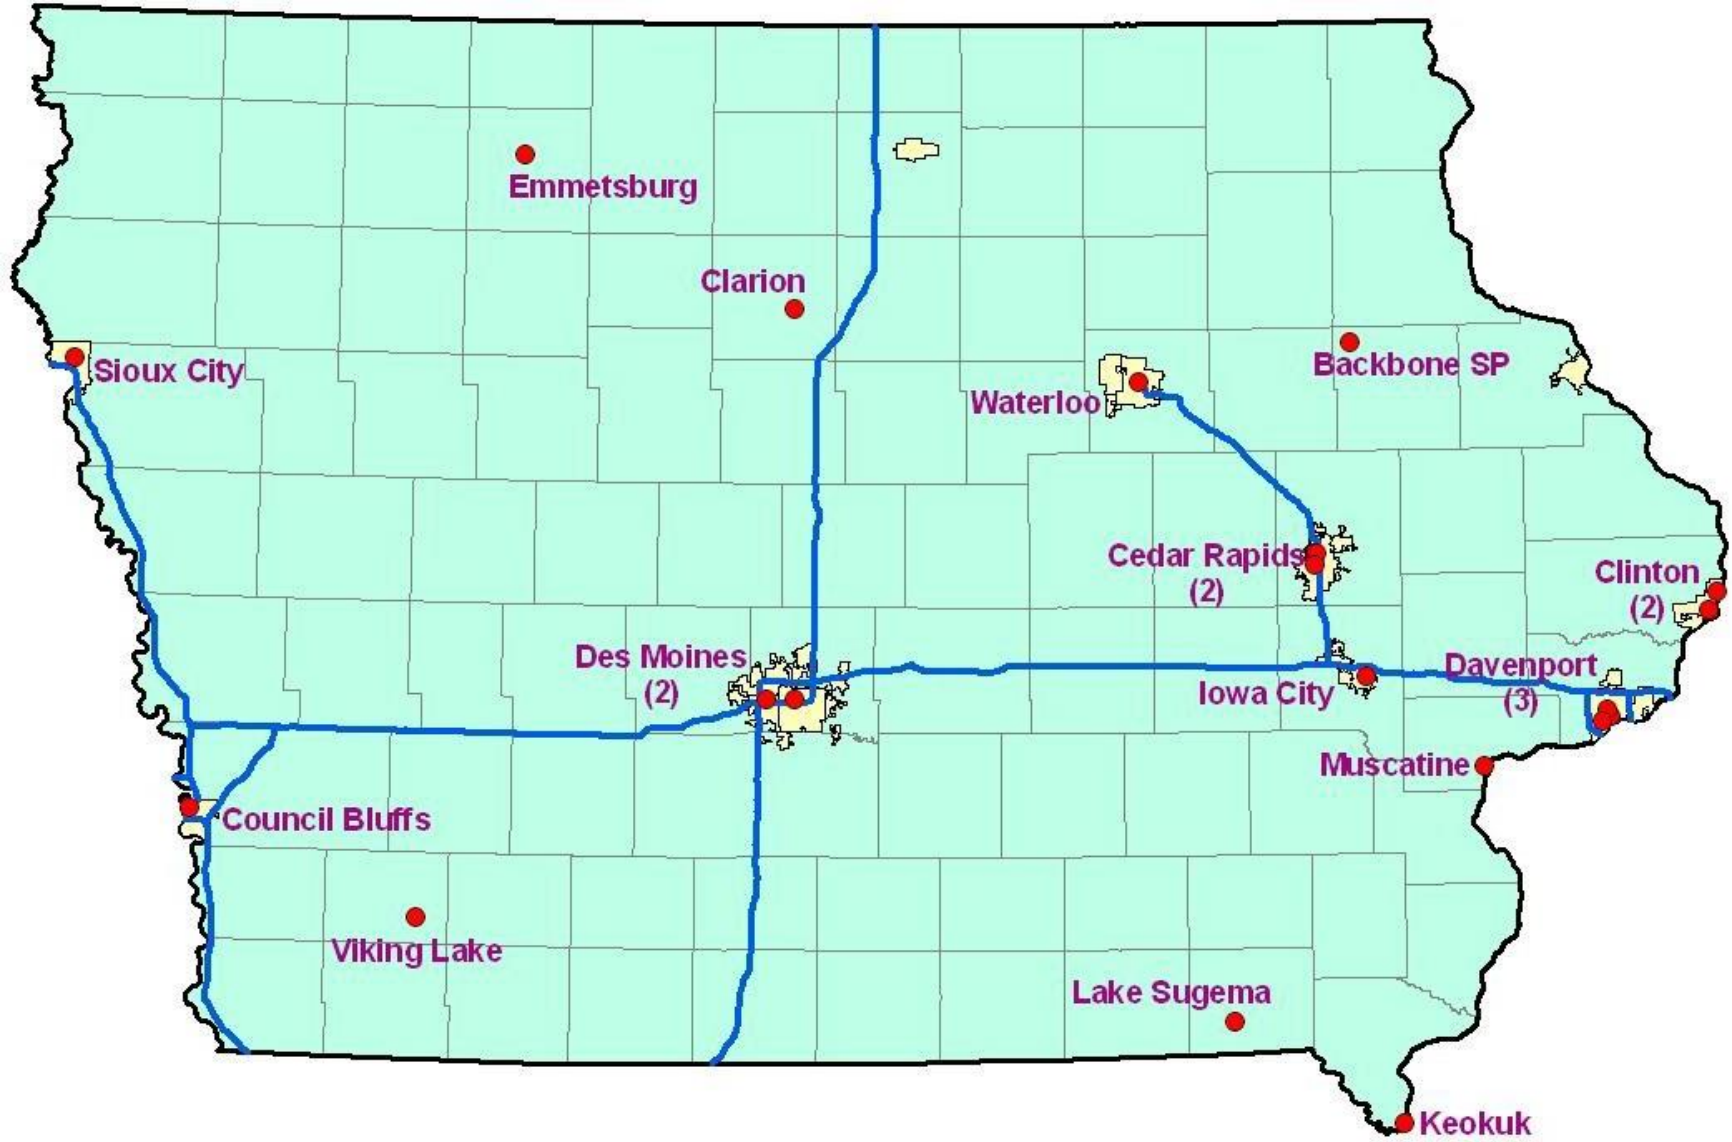 Emmetsburg
Clarion
Sioux City
Backbone SP
Waterloo
Cedar Rapids
(2)
Clinton
(2)
Des Moines
(2)
Davenport
(3)
Iowa City
Muscatine
Council Bluffs
Viking Lake
Lake Sugema
Keokuk